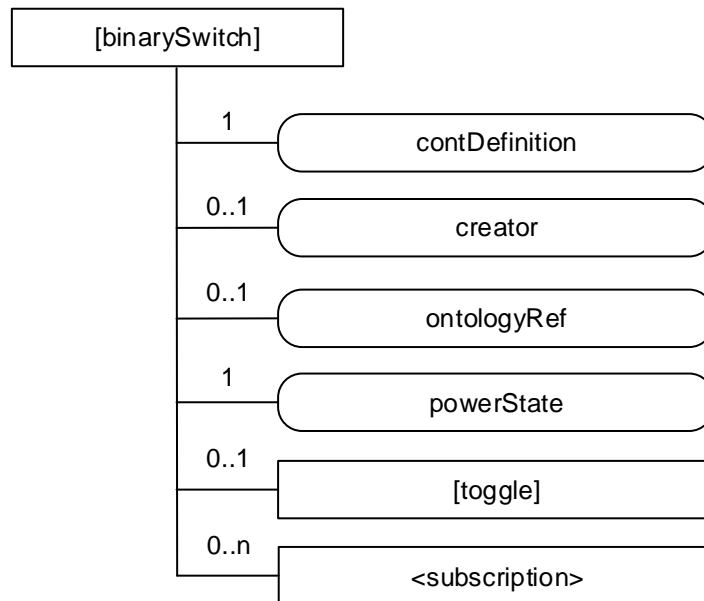 [binarySwitch]
1
contDefinition
0..1
creator
0..1
ontologyRef
1
powerState
0..1
[toggle]
0..n
<subscription>